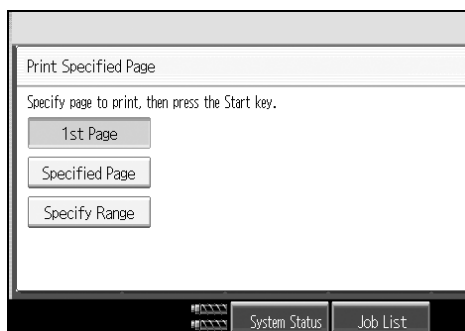 Print Specified Page
Specify page to print, then press the Start key.
1st Page
Specified Page
Specify Range
System Status
Job List